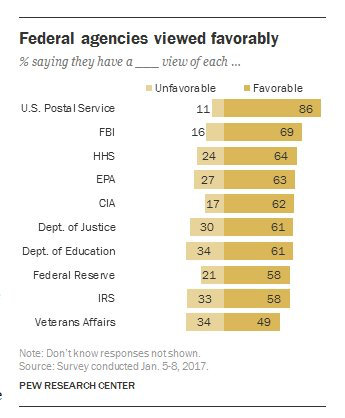 Federal agencies viewed favorably
% saying they have a ____ view of each ...
Unfavorable Favorable
U.S. Postal Service 11 86
FBI 16 69
HHS 24 64
EPA 27 63
CIA 17 62
Dept. of Justice 30 61
Dept. of Education 34 61
Federal Reserve 21 58
IRS 33 58
Veterans Affairs 34 49
Note: Don't know responses not shown.
Source: Survey conducted Jan. 5-8, 2017.
PEW RESEARCH CENTER